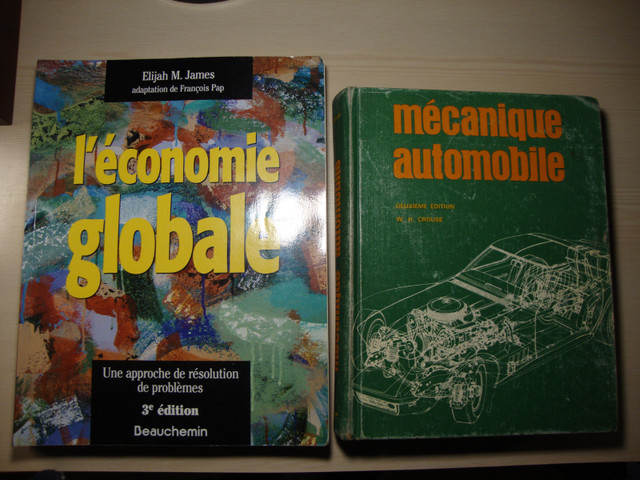 Elijah M. James
adaptation de François Pap
l'économie
globale
Une approche de résolution
de problèmes
3e édition
Beauchemin
mécanique
automobile
DEUXIÈME ÉDITION
W. H. CROUSE